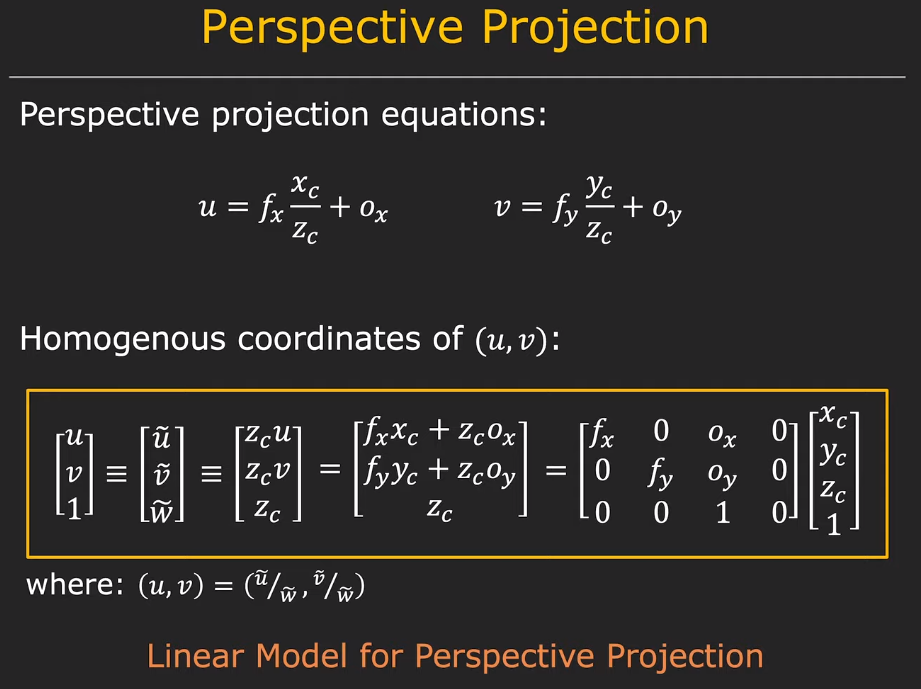 Perspective Projection
Perspective projection equations:
u = f_x x_c/z_c + o_x    v = f_y y_c/z_c + o_y
Homogenous coordinates of (u, v):
[u; v; 1] ≡ [ũ; ṽ; w̃] ≡ [z_c u; z_c v; z_c] = [f_x x_c + z_c o_x; f_y y_c + z_c o_y; z_c] = [f_x 0 o_x 0; 0 f_y o_y 0; 0 0 1 0] [x_c; y_c; z_c; 1]
where: (u, v) = (ũ/w̃, ṽ/w̃)
Linear Model for Perspective Projection